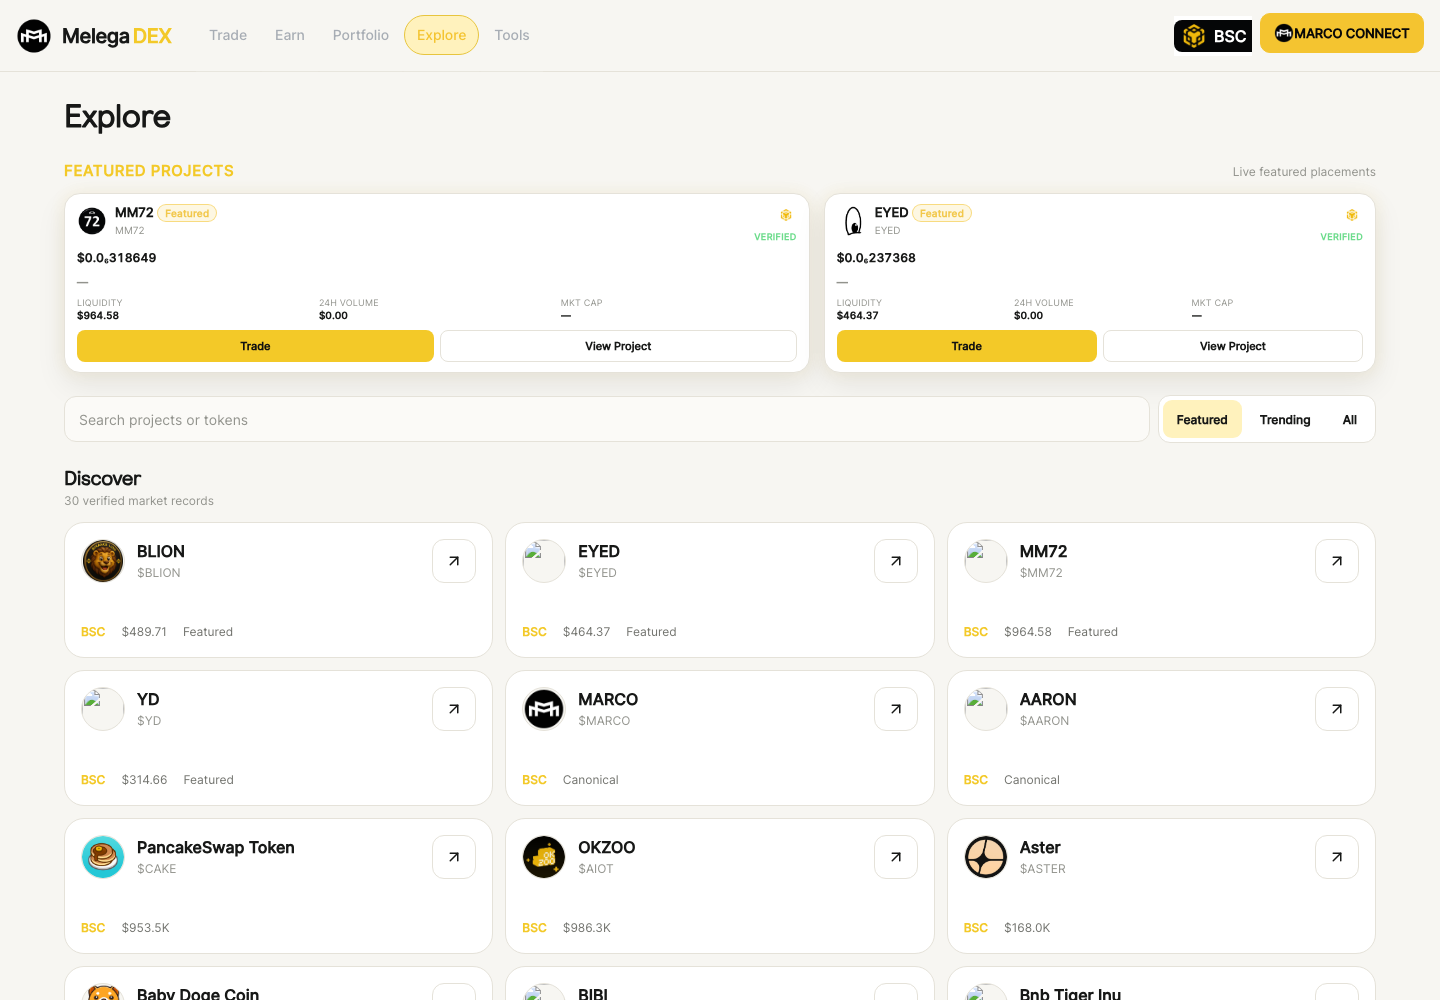 Melega DEX
Trade
Earn
Portfolio
Explore
Tools
BSC
MARCO CONNECT
Explore
FEATURED PROJECTS
Live featured placements
72
MM72
Featured
MM72
VERIFIED
$0.0₆318649
—
LIQUIDITY
24H VOLUME
MKT CAP
$964.58
$0.00
—
Trade
View Project
EYED
Featured
EYED
VERIFIED
$0.0₆237368
—
LIQUIDITY
24H VOLUME
MKT CAP
$464.37
$0.00
—
Trade
View Project
Search projects or tokens
Featured
Trending
All
Discover
30 verified market records
BLION
$BLION
BSC $489.71 Featured
EYED
$EYED
BSC $464.37 Featured
MM72
$MM72
BSC $964.58 Featured
YD
$YD
BSC $314.66 Featured
MARCO
$MARCO
BSC Canonical
AARON
$AARON
BSC Canonical
PancakeSwap Token
$CAKE
BSC $953.5K
OKZOO
$AIOT
BSC $986.3K
Aster
$ASTER
BSC $168.0K
Baby Doge Coin
BIBI
Bnb Tiger Inu